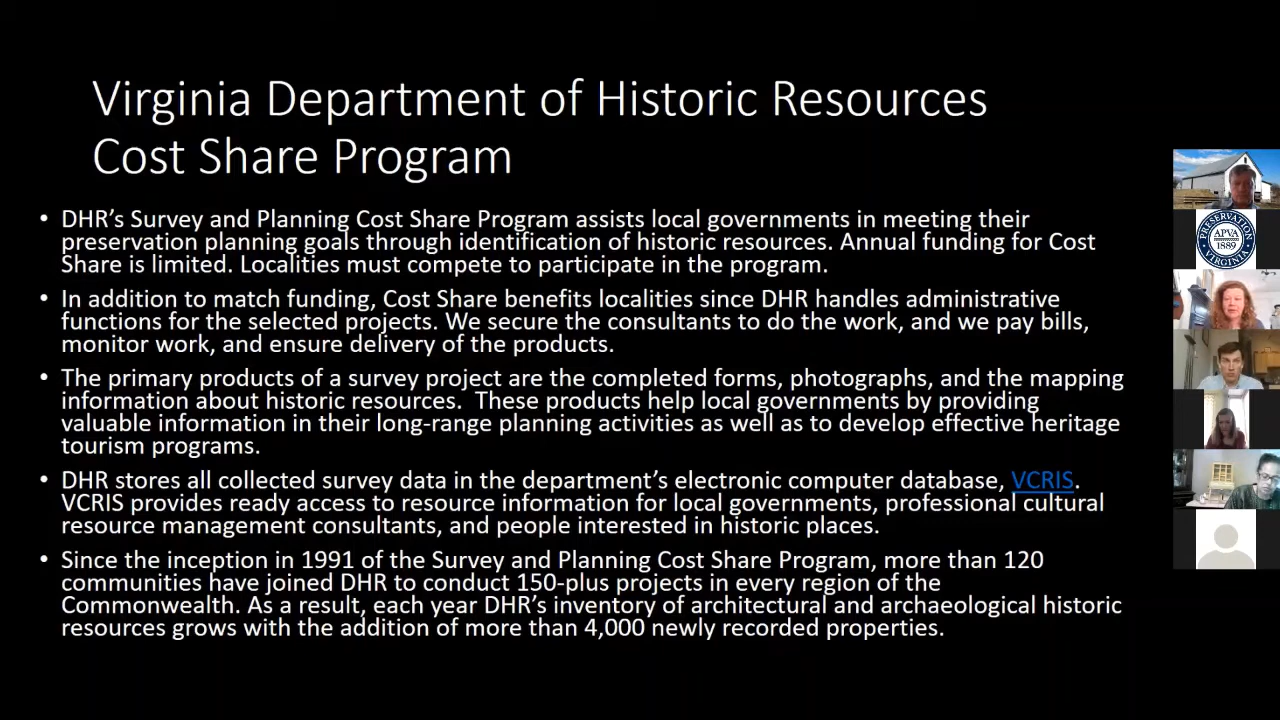 Virginia Department of Historic Resources
Cost Share Program
• DHR’s Survey and Planning Cost Share Program assists local governments in meeting their
preservation planning goals through identification of historic resources. Annual funding for Cost
Share is limited. Localities must compete to participate in the program.
• In addition to match funding, Cost Share benefits localities since DHR handles administrative
functions for the selected projects. We secure the consultants to do the work, and we pay bills,
monitor work, and ensure delivery of the products.
• The primary products of a survey project are the completed forms, photographs, and the mapping
information about historic resources.  These products help local governments by providing
valuable information in their long-range planning activities as well as to develop effective heritage
tourism programs.
• DHR stores all collected survey data in the department’s electronic computer database, VCRIS.
VCRIS provides ready access to resource information for local governments, professional cultural
resource management consultants, and people interested in historic places.
• Since the inception in 1991 of the Survey and Planning Cost Share Program, more than 120
communities have joined DHR to conduct 150-plus projects in every region of the
Commonwealth. As a result, each year DHR’s inventory of architectural and archaeological historic
resources grows with the addition of more than 4,000 newly recorded properties.
PRESERVATION
APVA
1889
VIRGINIA